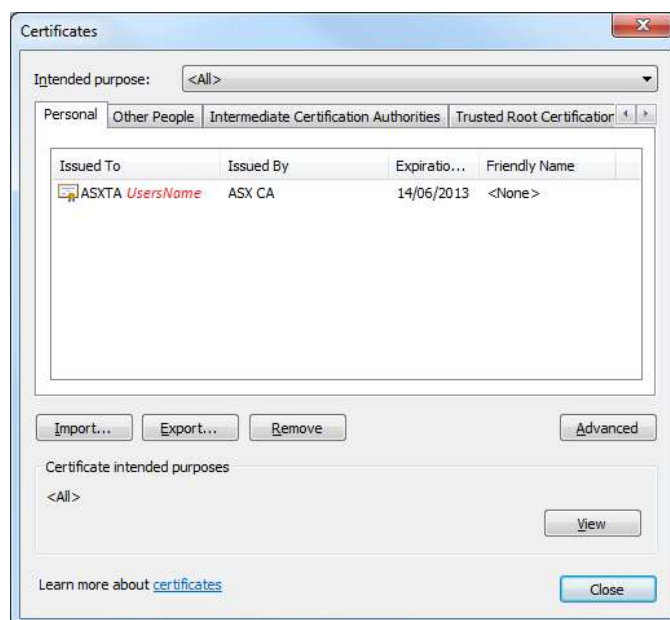 Certificates
Intended purpose: <All>
Personal Other People Intermediate Certification Authorities Trusted Root Certification
Issued To Issued By Expiratio... Friendly Name
ASXTA UsersName ASX CA 14/06/2013 <None>
Import... Export... Remove Advanced
Certificate intended purposes
<All>
View
Learn more about certificates
Close